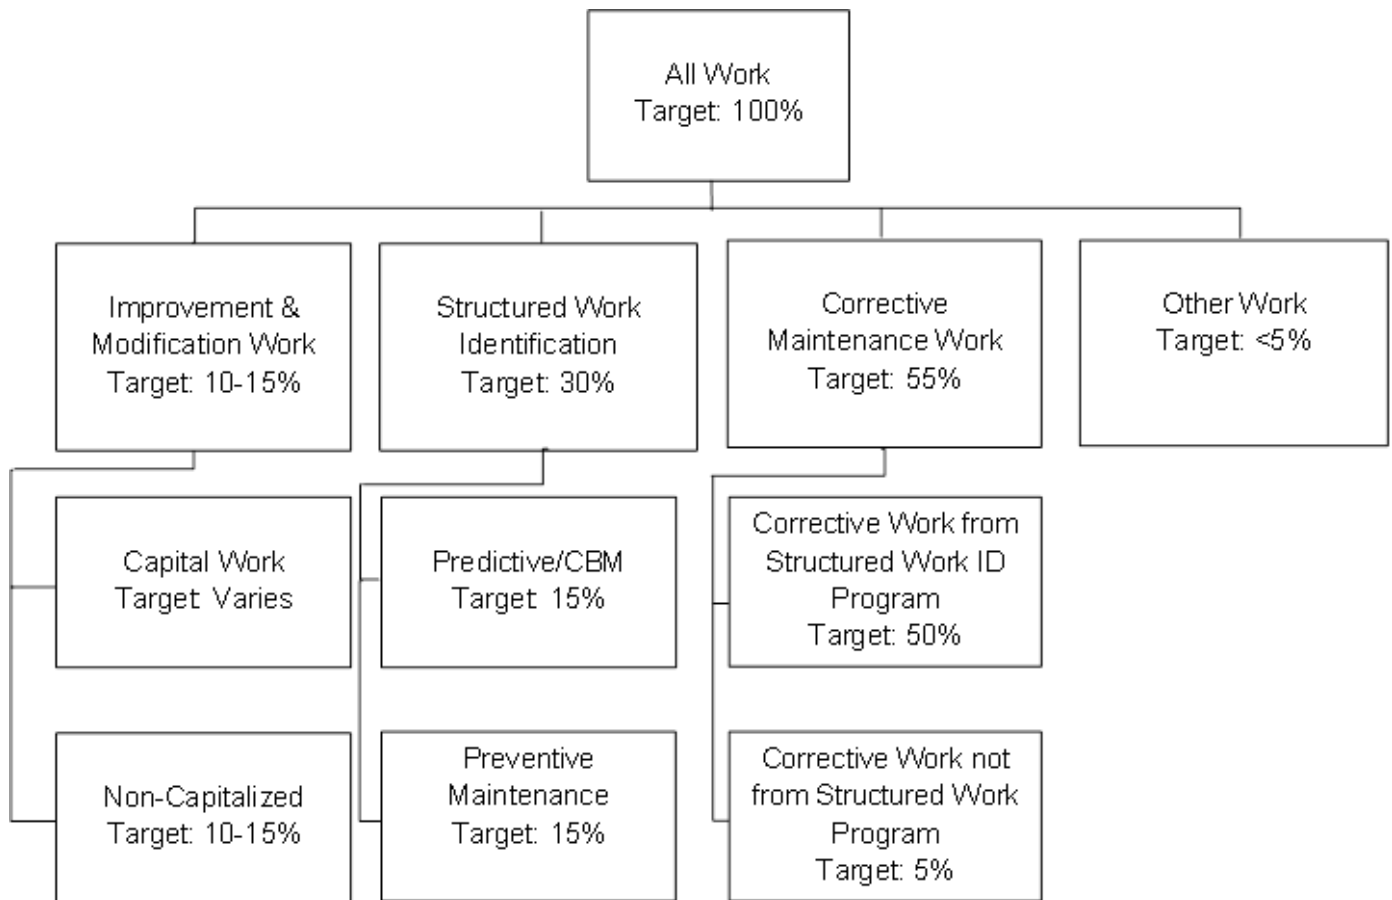 All Work
Target: 100%
Improvement &
Modification Work
Target: 10-15%
Structured Work
Identification
Target: 30%
Corrective
Maintenance Work
Target: 55%
Other Work
Target: <5%
Capital Work
Target: Varies
Predictive/CBM
Target: 15%
Corrective Work from
Structured Work ID
Program
Target: 50%
Non-Capitalized
Target: 10-15%
Preventive
Maintenance
Target: 15%
Corrective Work not
from Structured Work
Program
Target: 5%